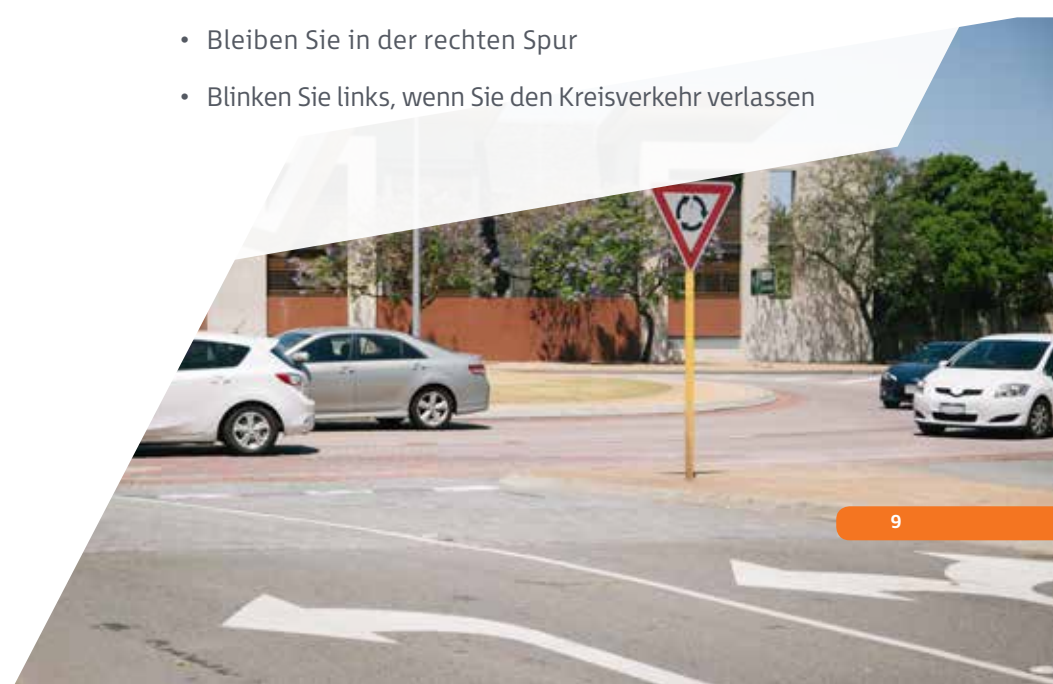 • Bleiben Sie in der rechten Spur
• Blinken Sie links, wenn Sie den Kreisverkehr verlassen
9